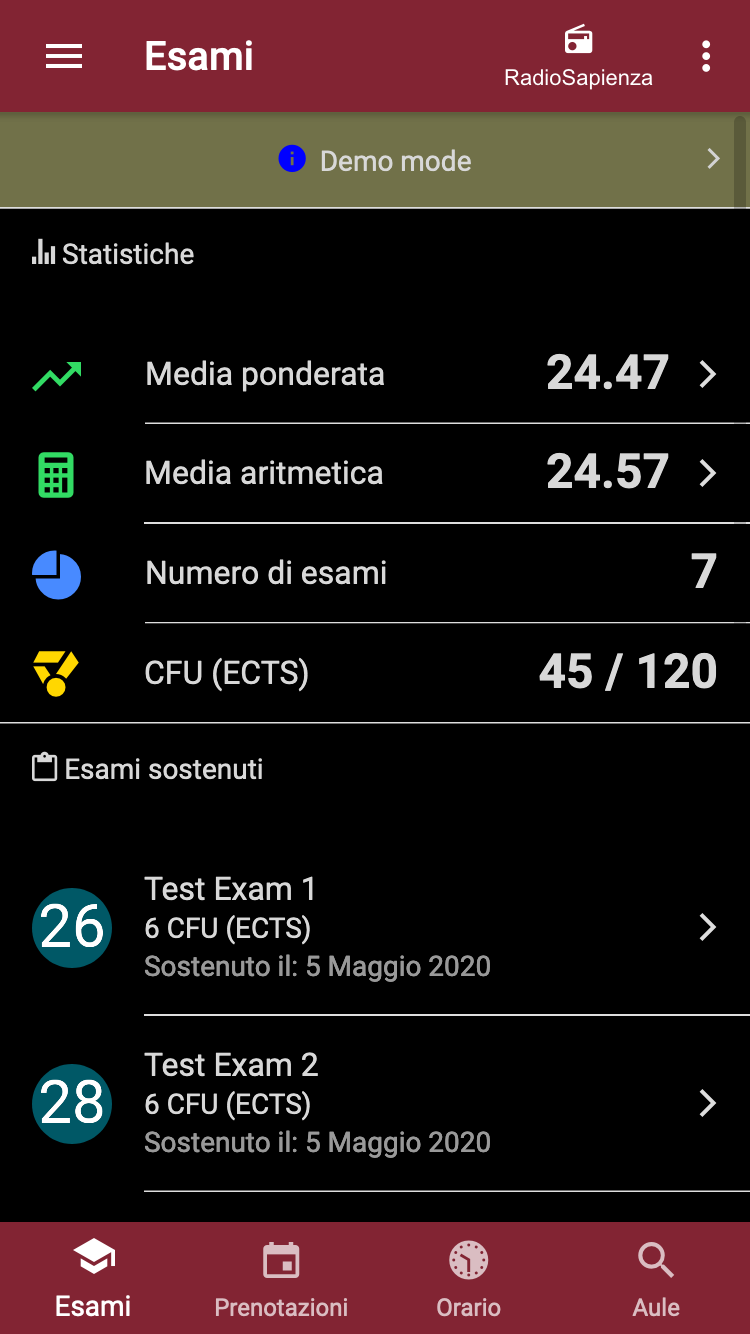 Esami
RadioSapienza
Demo mode
Statistiche
Media ponderata 24.47
Media aritmetica 24.57
Numero di esami 7
CFU (ECTS) 45 / 120
Esami sostenuti
26
Test Exam 1
6 CFU (ECTS)
Sostenuto il: 5 Maggio 2020
28
Test Exam 2
6 CFU (ECTS)
Sostenuto il: 5 Maggio 2020
Esami Prenotazioni Orario Aule